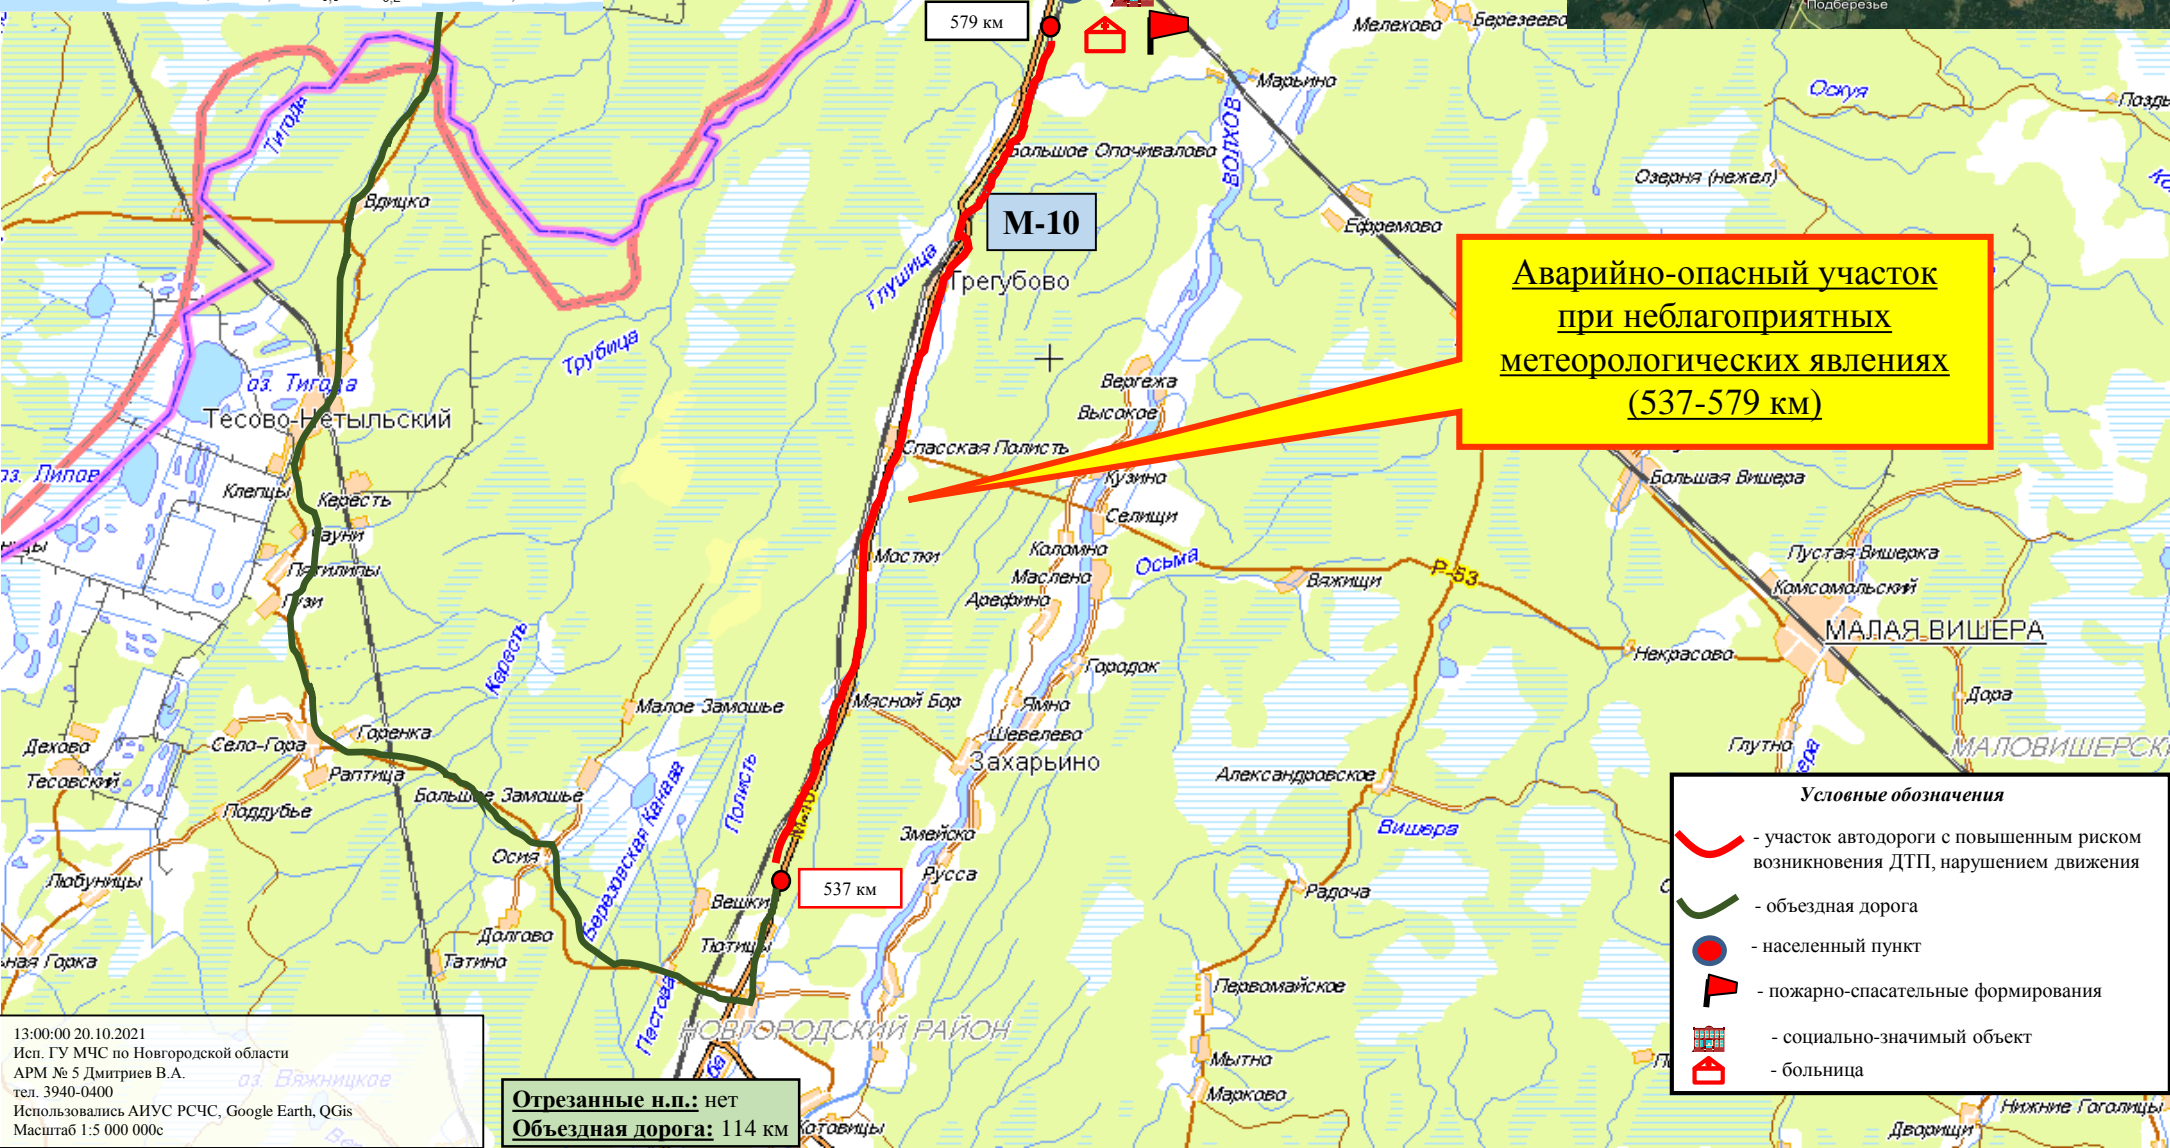 Подберезье
579 км
Мелехово
Березеево
Марьино
Оскуя
Тигода
Большое Опочивалово
ВОЛХОВ
Озерня (нежел)
Вдицко
М-10
Ефремово
Глушица
Трегубово
Аварийно-опасный участок
при неблагоприятных
метеорологических явлениях
(537-579 км)
Трубица
оз. Тигода
Вергежа
Высокое
Тесово-Нетыльский
Спасская Полисть
Кузино
Большая Вишера
Клепцы
Кересть
Селищи
Чауни
Мостки
Коломно
Осьма
Пустая Вишерка
Пятилипы
Маслено
Вяжищи
Р-53
Комсомольский
Арефино
МАЛАЯ ВИШЕРА
Кересть
Городок
Некрасово
Малое Замошье
Мясной Бор
Ямно
Дора
Дехово
Село-Гора
Горенка
Шевелево
Глутно
Захарьино
Тесовский
Раптица
Александровское
Большое Замошье
Поддубье
Полисть
Березовская Канава
Змейско
Вишера
Осия
Русса
Любуницы
537 км
Вешки
Радоча
Долгово
Тютицы
Татино
Первомайское
Пестова
НОВГОРОДСКИЙ РАЙОН
Мытно
Марково
оз. Вяжницкое
Котовицы
Нижние Гоголицы
Дворищи
Условные обозначения
- участок автодороги с повышенным риском
возникновения ДТП, нарушением движения
- объездная дорога
- населенный пункт
- пожарно-спасательные формирования
- социально-значимый объект
- больница
13:00:00 20.10.2021
Исп. ГУ МЧС по Новгородской области
АРМ № 5 Дмитриев В.А.
тел. 3940-0400
Использовались АИУС РСЧС, Google Earth, QGis
Масштаб 1:5 000 000с
Отрезанные н.п.: нет
Объездная дорога: 114 км